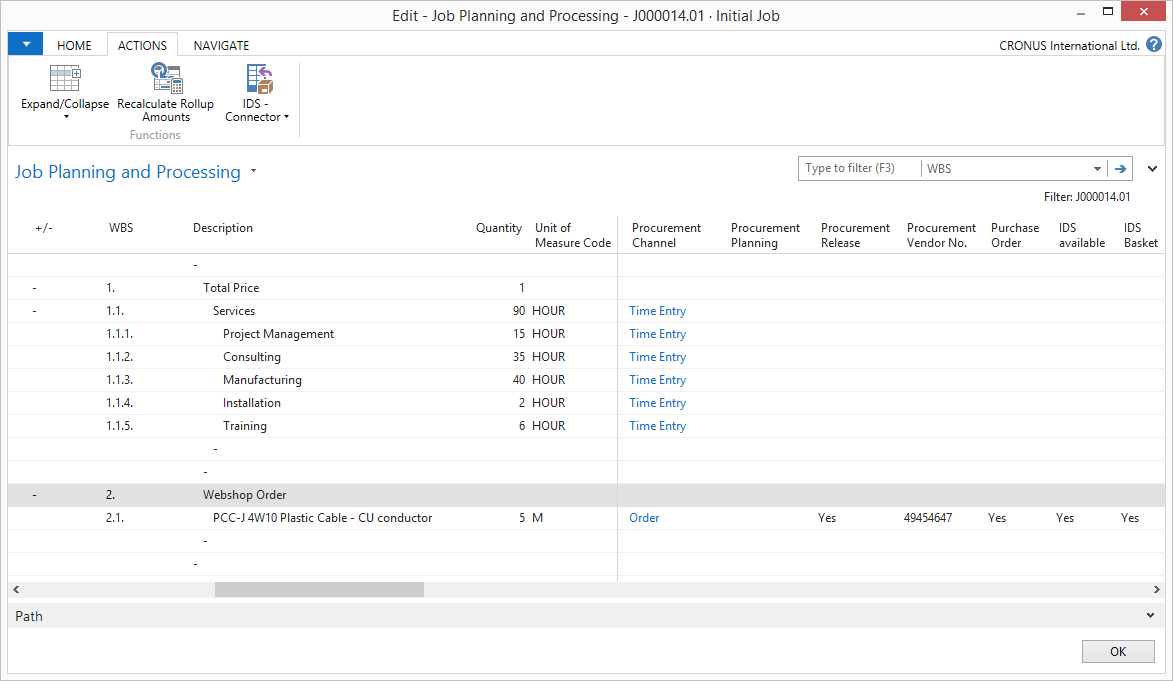 Edit - Job Planning and Processing - J000014.01 · Initial Job
HOME ACTIONS NAVIGATE CRONUS International Ltd. ?
Expand/Collapse Recalculate Rollup Amounts IDS - Connector
Functions
Job Planning and Processing Type to filter (F3) WBS
Filter: J000014.01
+/- WBS Description Quantity Unit of Measure Code Procurement Channel Procurement Planning Procurement Release Procurement Vendor No. Purchase Order IDS available IDS Basket
-
- 1. Total Price 1
- 1.1. Services 90 HOUR Time Entry
1.1.1. Project Management 15 HOUR Time Entry
1.1.2. Consulting 35 HOUR Time Entry
1.1.3. Manufacturing 40 HOUR Time Entry
1.1.4. Installation 2 HOUR Time Entry
1.1.5. Training 6 HOUR Time Entry
-
-
- 2. Webshop Order
2.1. PCC-J 4W10 Plastic Cable - CU conductor 5 M Order Yes 49454647 Yes Yes Yes
-
-
Path
OK